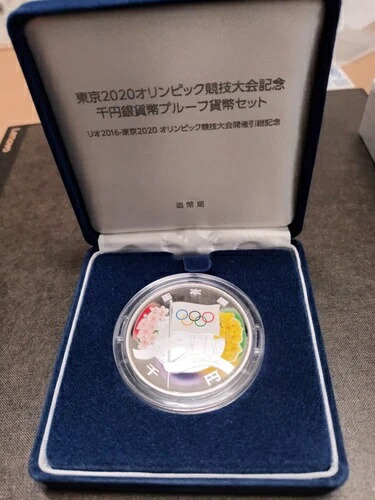 東京2020オリンピック競技大会記念
千円銀貨幣プルーフ貨幣セット
リオ2016-東京2020 オリンピック競技大会開催引継記念
造幣局
日本国
千円
Lenovo